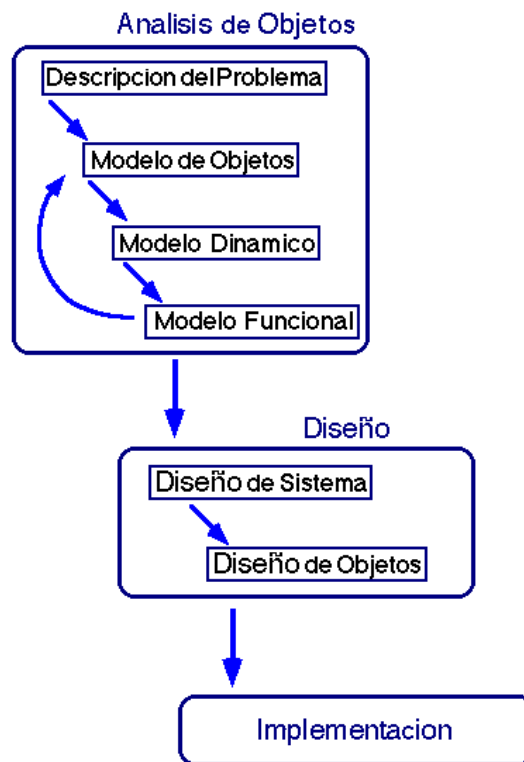 Analisis de Objetos
Descripcion del Problema
Modelo de Objetos
Modelo Dinamico
Modelo Funcional
Diseño
Diseño de Sistema
Diseño de Objetos
Implementacion